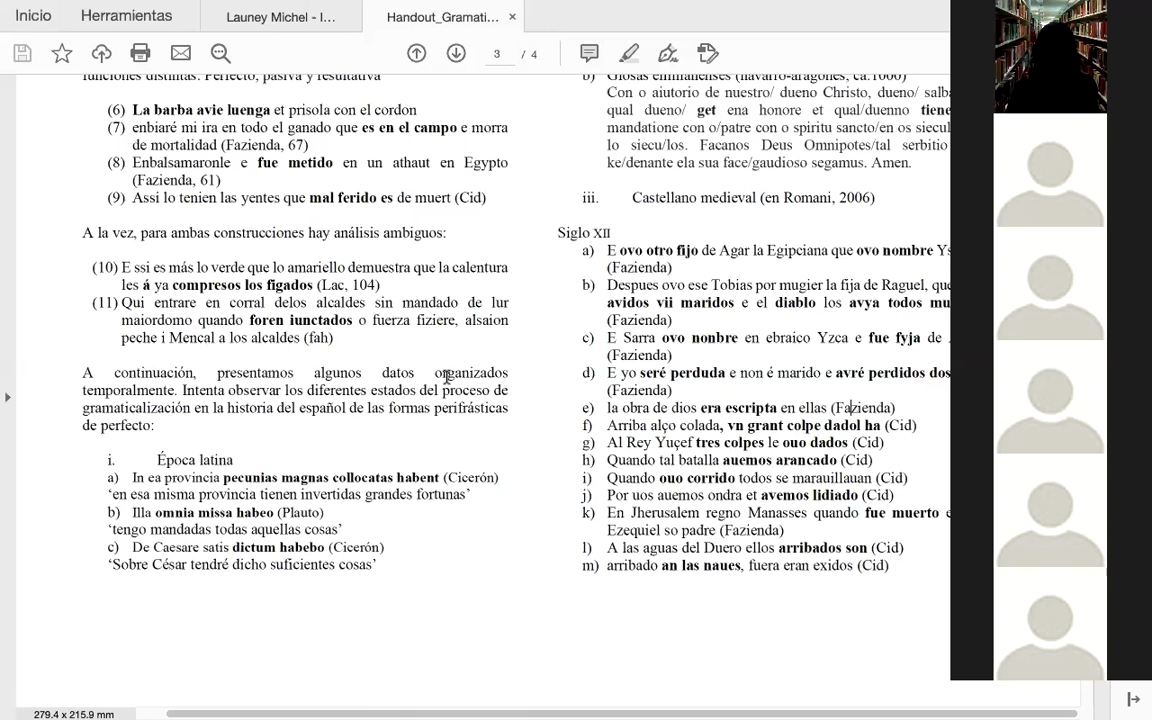 Inicio
Herramientas
Launey Michel - I...
Handout_Gramati...
3 / 4
funciones distintas. Perfecto, pasiva y resultativa
(6) La barba avie luenga et prisola con el cordon
(7) enbiaré mi ira en todo el ganado que es en el campo e morra
de mortalidad (Fazienda, 67)
(8) Enbalsamaronle e fue metido en un athaut en Egypto
(Fazienda, 61)
(9) Assi lo tenien las yentes que mal ferido es de muert (Cid)
A la vez, para ambas construcciones hay análisis ambiguos:
(10) E ssi es más lo verde que lo amariello demuestra que la calentura
les á ya compresos los figados (Lac, 104)
(11) Qui entrare en corral delos alcaldes sin mandado de lur
maiordomo quando foren iunctados o fuerza fiziere, alsaion
peche i Mencal a los alcaldes (fah)
A continuación, presentamos algunos datos organizados
temporalmente. Intenta observar los diferentes estados del proceso de
gramaticalización en la historia del español de las formas perifrásticas
de perfecto:
i. Época latina
a) In ea provincia pecunias magnas collocatas habent (Cicerón)
‘en esa misma provincia tienen invertidas grandes fortunas’
b) Illa omnia missa habeo (Plauto)
‘tengo mandadas todas aquellas cosas’
c) De Caesare satis dictum habebo (Cicerón)
‘Sobre César tendré dicho suficientes cosas’
b) Glosas emilianenses (navarro-aragonés, ca.1000)
Con o aiutorio de nuestro/ dueno Christo, dueno/ salb
qual dueno/ get ena honore et qual/duenno tiene
mandatione con o/patre con o spiritu sancto/en os siecul
lo siecu/los. Facanos Deus Omnipotes/tal serbitio
ke/denante ela sua face/gaudioso segamus. Amen.
iii. Castellano medieval (en Romani, 2006)
Siglo XII
a) E ovo otro fijo de Agar la Egipciana que ovo nombre Ys
(Fazienda)
b) Despues ovo ese Tobias por mugier la fija de Raguel, que
avidos vii maridos e el diablo los avya todos mu
(Fazienda)
c) E Sarra ovo nonbre en ebraico Yzca e fue fyja de
(Fazienda)
d) E yo seré perduda e non é marido e avré perdidos dos
(Fazienda)
e) la obra de dios era escripta en ellas (Fazienda)
f) Arriba alço colada, vn grant colpe dadol ha (Cid)
g) Al Rey Yuçef tres colpes le ouo dados (Cid)
h) Quando tal batalla auemos arancado (Cid)
i) Quando ouo corrido todos se marauillauan (Cid)
j) Por uos auemos ondra et avemos lidiado (Cid)
k) En Jherusalem regno Manasses quando fue muerto e
Ezequiel so padre (Fazienda)
l) A las aguas del Duero ellos arribados son (Cid)
m) arribado an las naues, fuera eran exidos (Cid)
279.4 x 215.9 mm